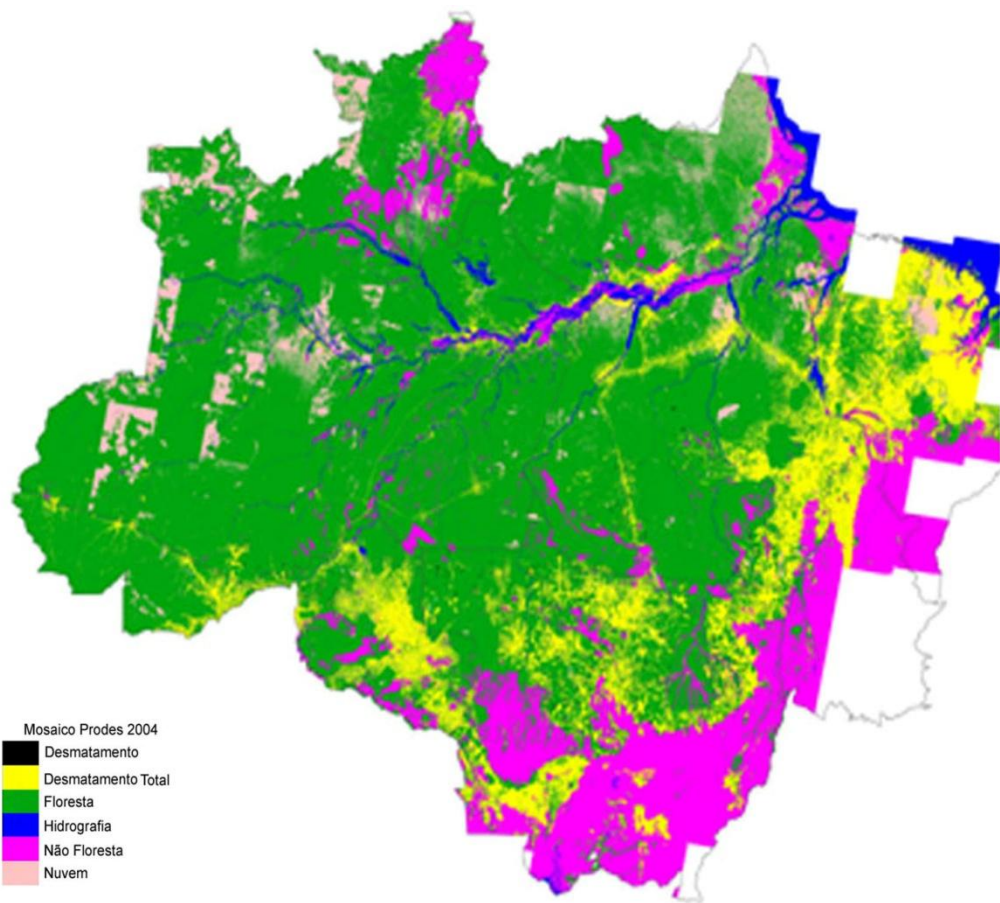 Mosaico Prodes 2004
Desmatamento
Desmatamento Total
Floresta
Hidrografia
Não Floresta
Nuvem